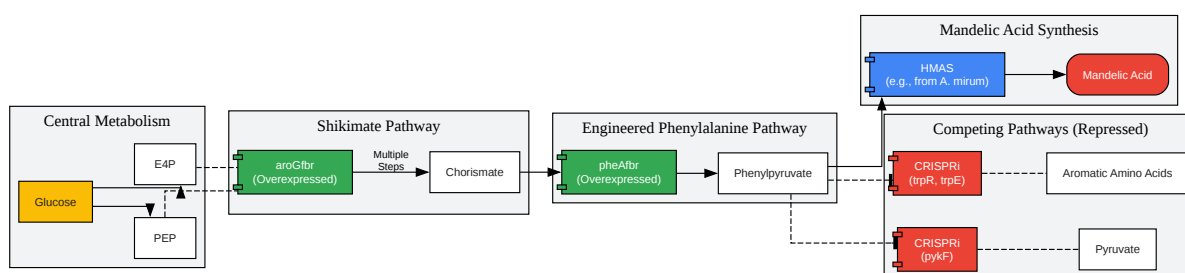 Central Metabolism
Glucose
E4P
PEP
Shikimate Pathway
aroGfbr
(Overexpressed)
Multiple
Steps
Chorismate
Engineered Phenylalanine Pathway
pheAfbr
(Overexpressed)
Phenylpyruvate
Mandelic Acid Synthesis
HMAS
(e.g., from A. mirum)
Mandelic Acid
Competing Pathways (Repressed)
CRISPRi
(trpR, trpE)
Aromatic Amino Acids
CRISPRi
(pykF)
Pyruvate